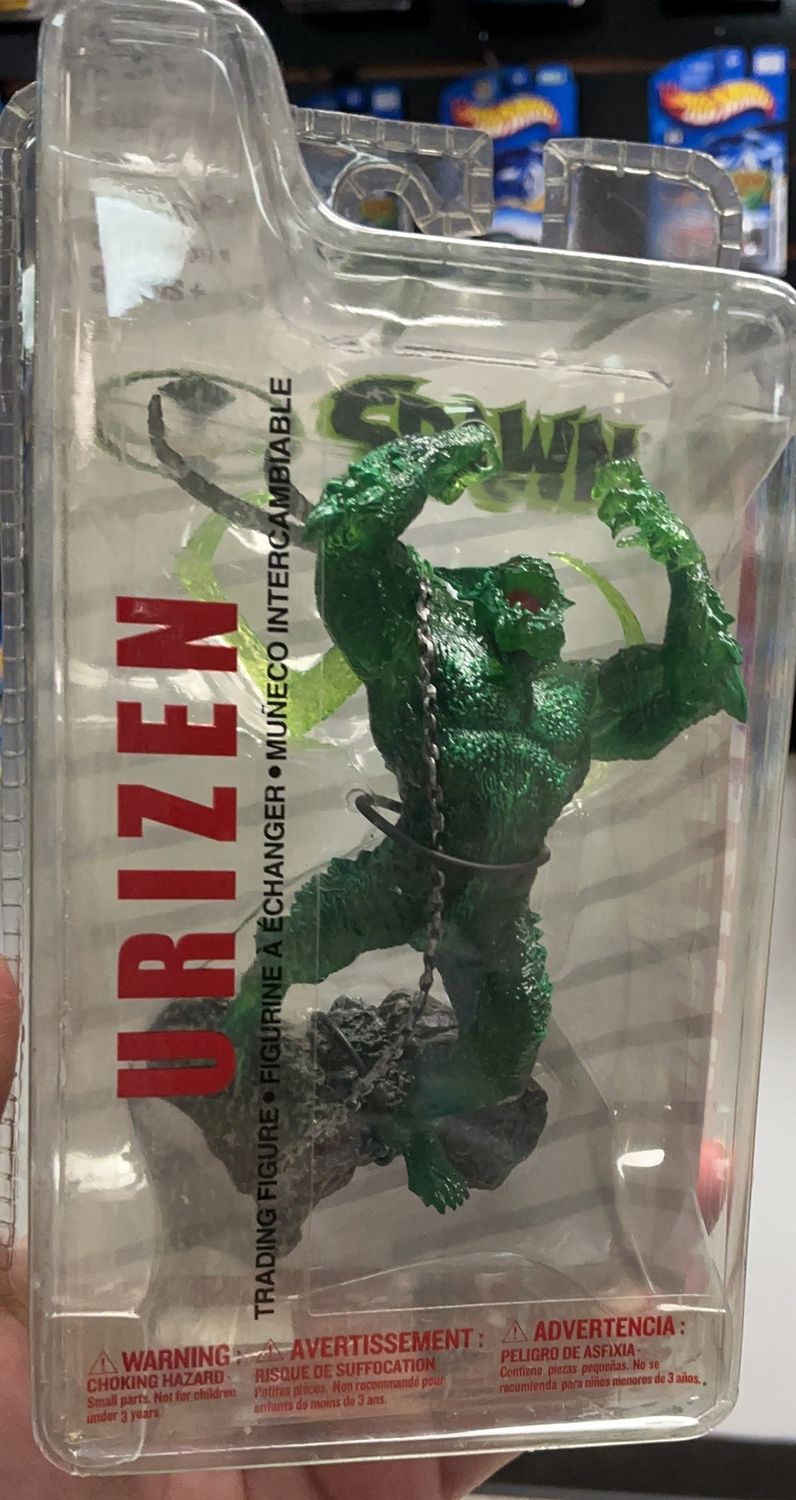 SPAWN
URIZEN
TRADING FIGURE • FIGURINE À ÉCHANGER • MUÑECO INTERCAMBIABLE
⚠ WARNING:
CHOKING HAZARD -
Small parts. Not for children
under 3 years
⚠ AVERTISSEMENT:
RISQUE DE SUFFOCATION
Petites pièces. Non recommandé pour
enfants de moins de 3 ans.
⚠ ADVERTENCIA:
PELIGRO DE ASFIXIA -
Contiene piezas pequeñas. No se
recomienda para niños menores de 3 años.